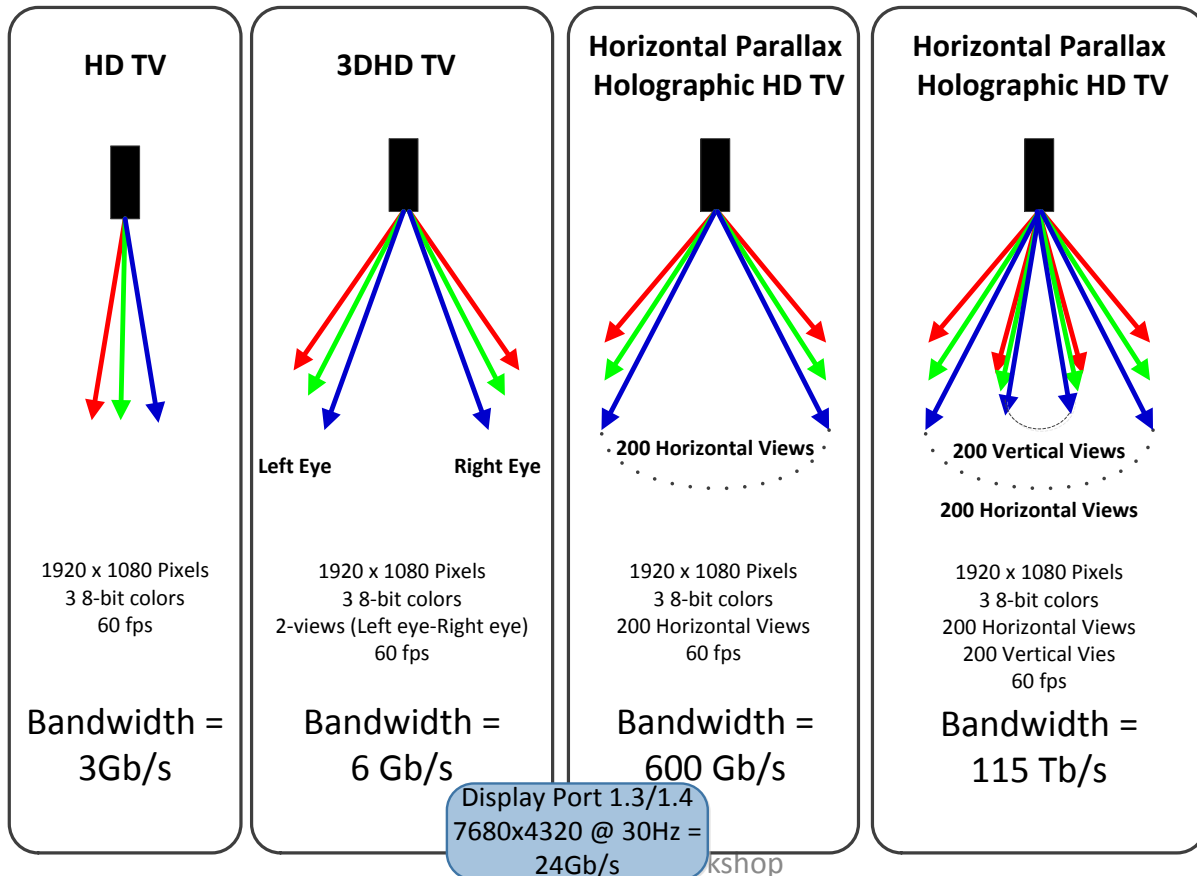 HD TV
1920 x 1080 Pixels
3 8-bit colors
60 fps
Bandwidth =
3Gb/s
3DHD TV
Left Eye
Right Eye
1920 x 1080 Pixels
3 8-bit colors
2-views (Left eye-Right eye)
60 fps
Bandwidth =
6 Gb/s
Horizontal Parallax
Holographic HD TV
200 Horizontal Views
1920 x 1080 Pixels
3 8-bit colors
200 Horizontal Views
60 fps
Bandwidth =
600 Gb/s
Horizontal Parallax
Holographic HD TV
200 Vertical Views
200 Horizontal Views
1920 x 1080 Pixels
3 8-bit colors
200 Horizontal Views
200 Vertical Vies
60 fps
Bandwidth =
115 Tb/s
Display Port 1.3/1.4
7680x4320 @ 30Hz =
24Gb/s
kshop